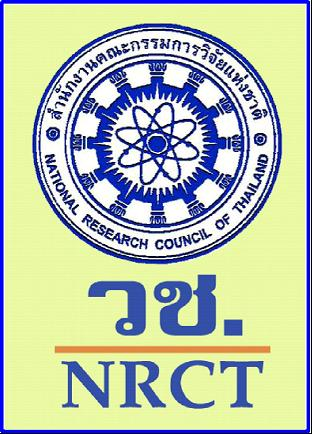 สำนักงานคณะกรรมการวิจัยแห่งชาติ
NATIONAL RESEARCH COUNCIL OF THAILAND
วช.
NRCT